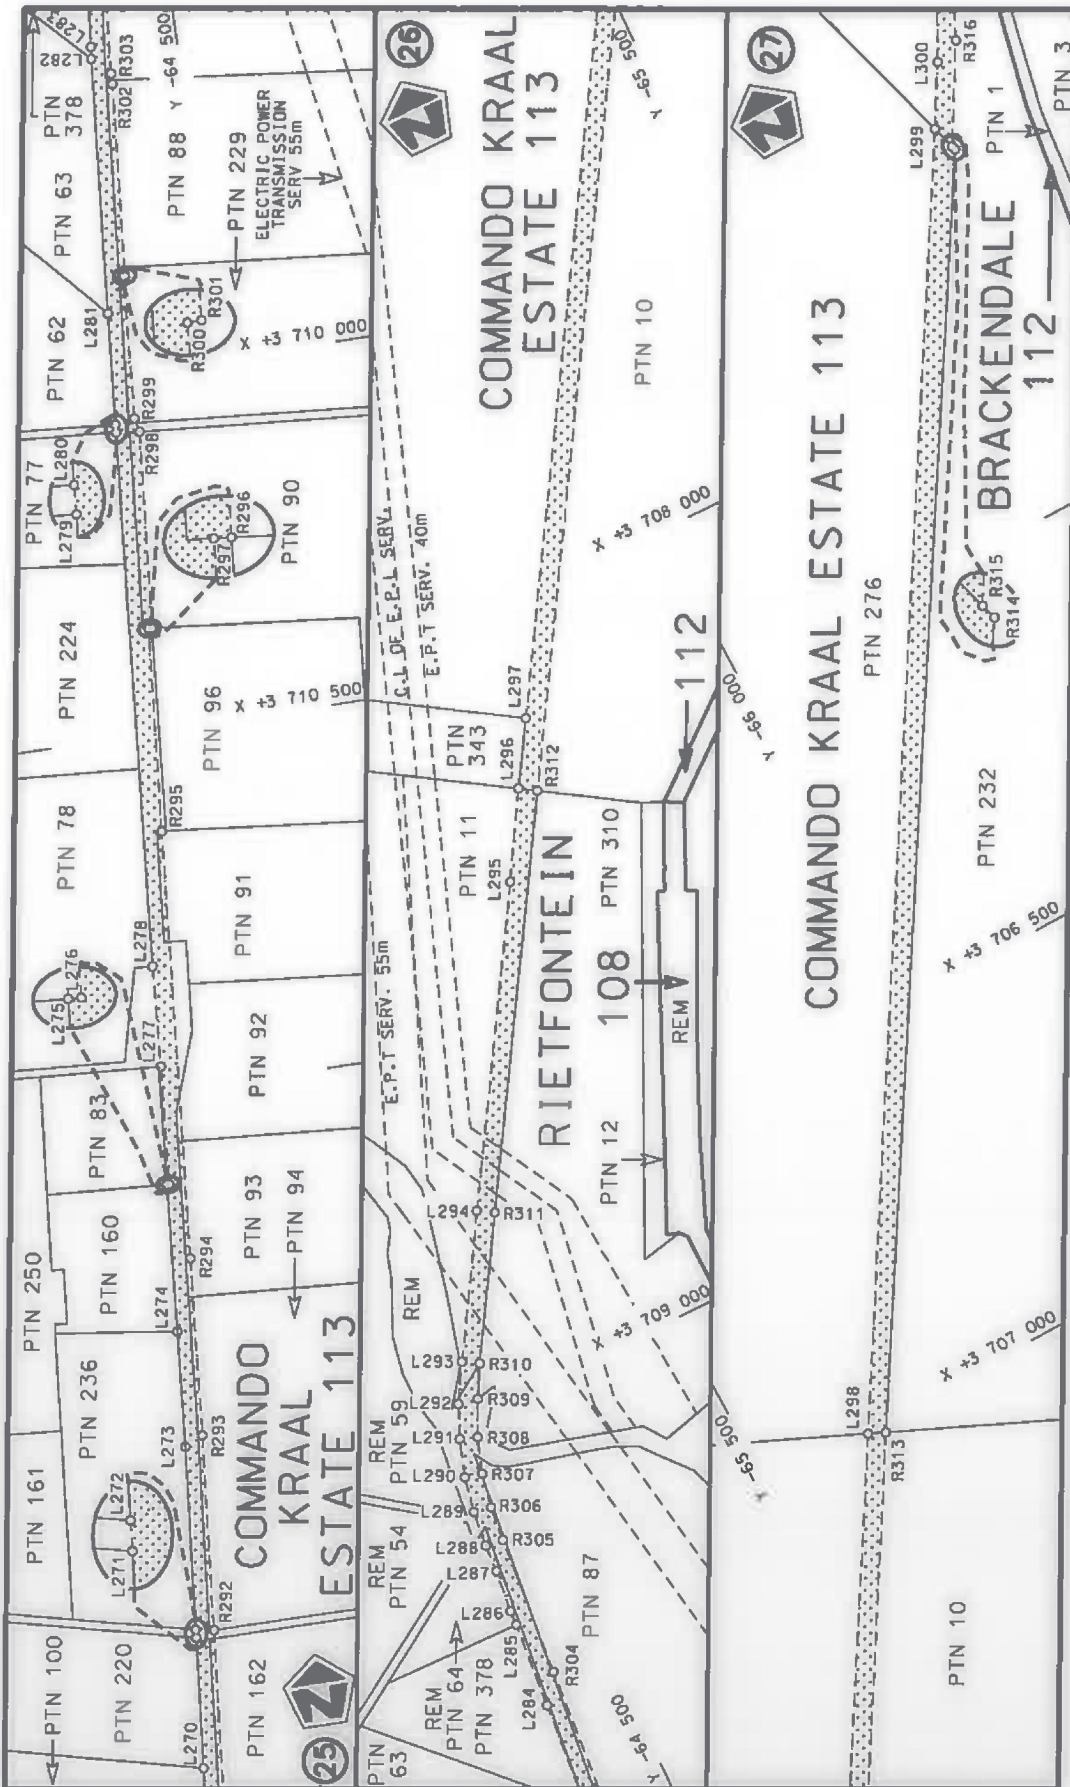 25
PTN 100
PTN 220
L270
PTN 162
R292
PTN 161
L271
L272
PTN 236
L273
R293
COMMANDO
KRAAL
ESTATE 113
PTN 250
PTN 160
L274
R294
PTN 93
PTN 94
PTN 83
L277
L275
L276
L278
PTN 92
PTN 91
PTN 78
R295
PTN 96
X +3 710 500
PTN 224
PTN 77
L279
L280
R297
R296
PTN 90
R298
R299
PTN 62
L281
R300
R301
X +3 710 000
PTN 63
PTN 229
ELECTRIC POWER
TRANSMISSION
SERV 55m
PTN
378
L282
L283
R302
R303
PTN 88
Y -64 500
26
PTN
63
REM
PTN 64
PTN 378
L284
R304
Y -64 500
L285
L286
PTN 87
REM
PTN 54
L287
L288
L289
R305
R306
REM
PTN 59
L290
L291
L292
L293
R307
R308
R309
R310
REM
X +3 709 000
L294
R311
E.P.T SERV. 55m
PTN 12
REM
RIETFONTEIN
108
PTN 11
L295
PTN 310
PTN
343
L296
L297
R312
112
C.L OF E.P.L SERV.
E.P.T SERV. 40m
X +3 708 000
PTN 10
COMMANDO KRAAL
ESTATE 113
Y -65 500
27
Y -65 500
PTN 10
L298
R313
X +3 707 000
COMMANDO KRAAL ESTATE 113
PTN 232
X +3 706 500
PTN 276
Y -66 000
R314
R315
BRACKENDALE
112
L299
L300
R316
PTN 1
PTN 3